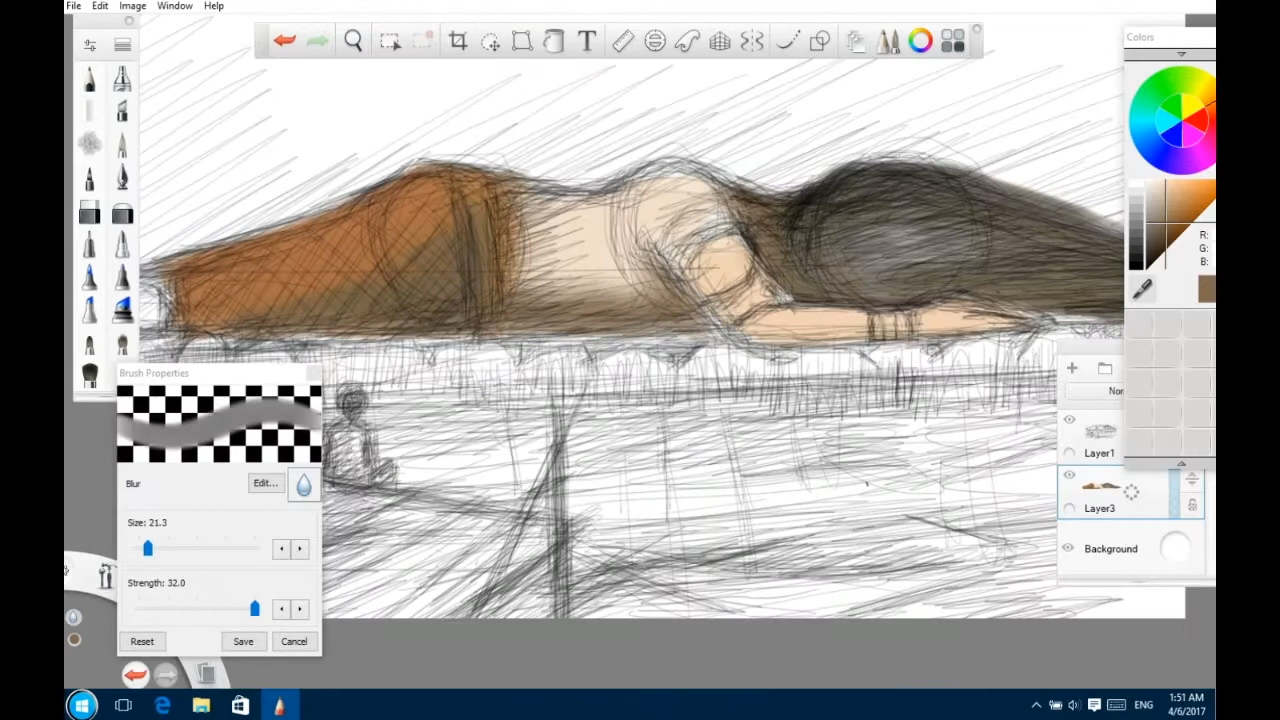 File Edit Image Window Help
Colors
R:
G:
B:
Brush Properties
Blur
Edit...
Size: 21.3
Strength: 32.0
Reset Save Cancel
Nor
Layer1
Layer3
Background
ENG
1:51 AM
4/6/2017